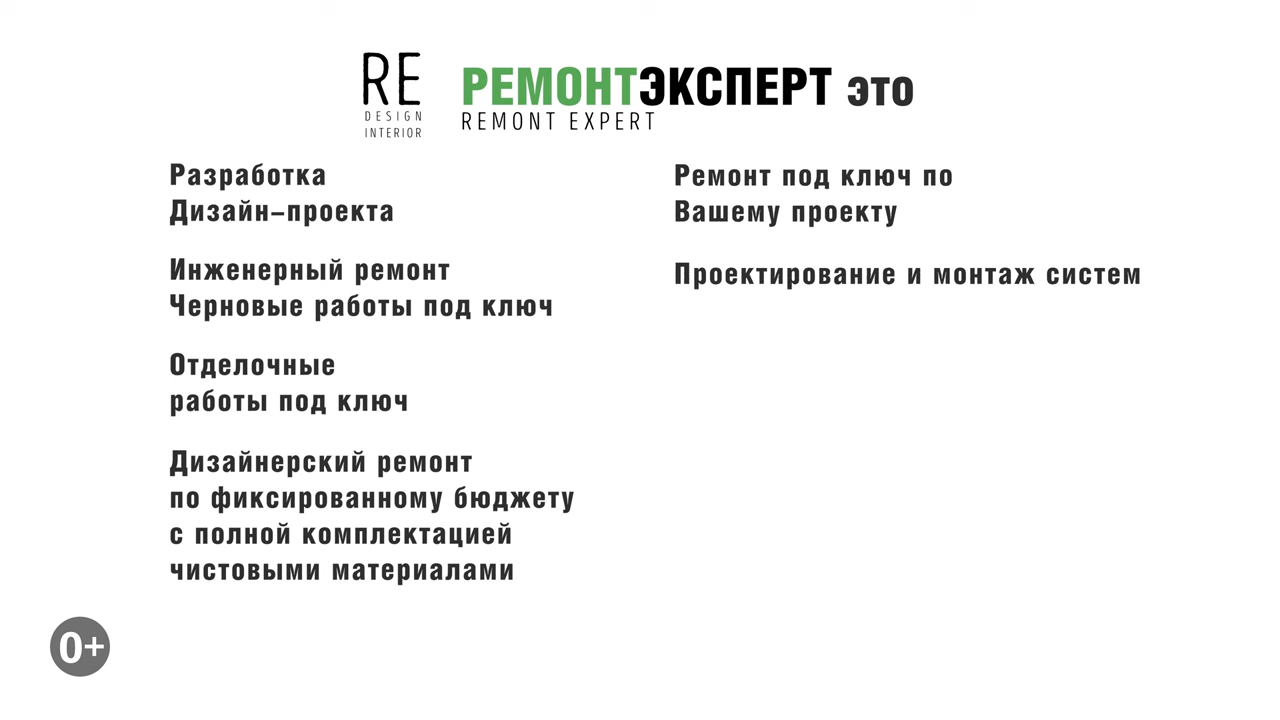 RE
DESIGN
INTERIOR
РЕМОНТЭКСПЕРТ это
REMONT EXPERT
Разработка
Дизайн–проекта
Инженерный ремонт
Черновые работы под ключ
Отделочные
работы под ключ
Дизайнерский ремонт
по фиксированному бюджету
с полной комплектацией
чистовыми материалами
Ремонт под ключ по
Вашему проекту
Проектирование и монтаж систем
0+